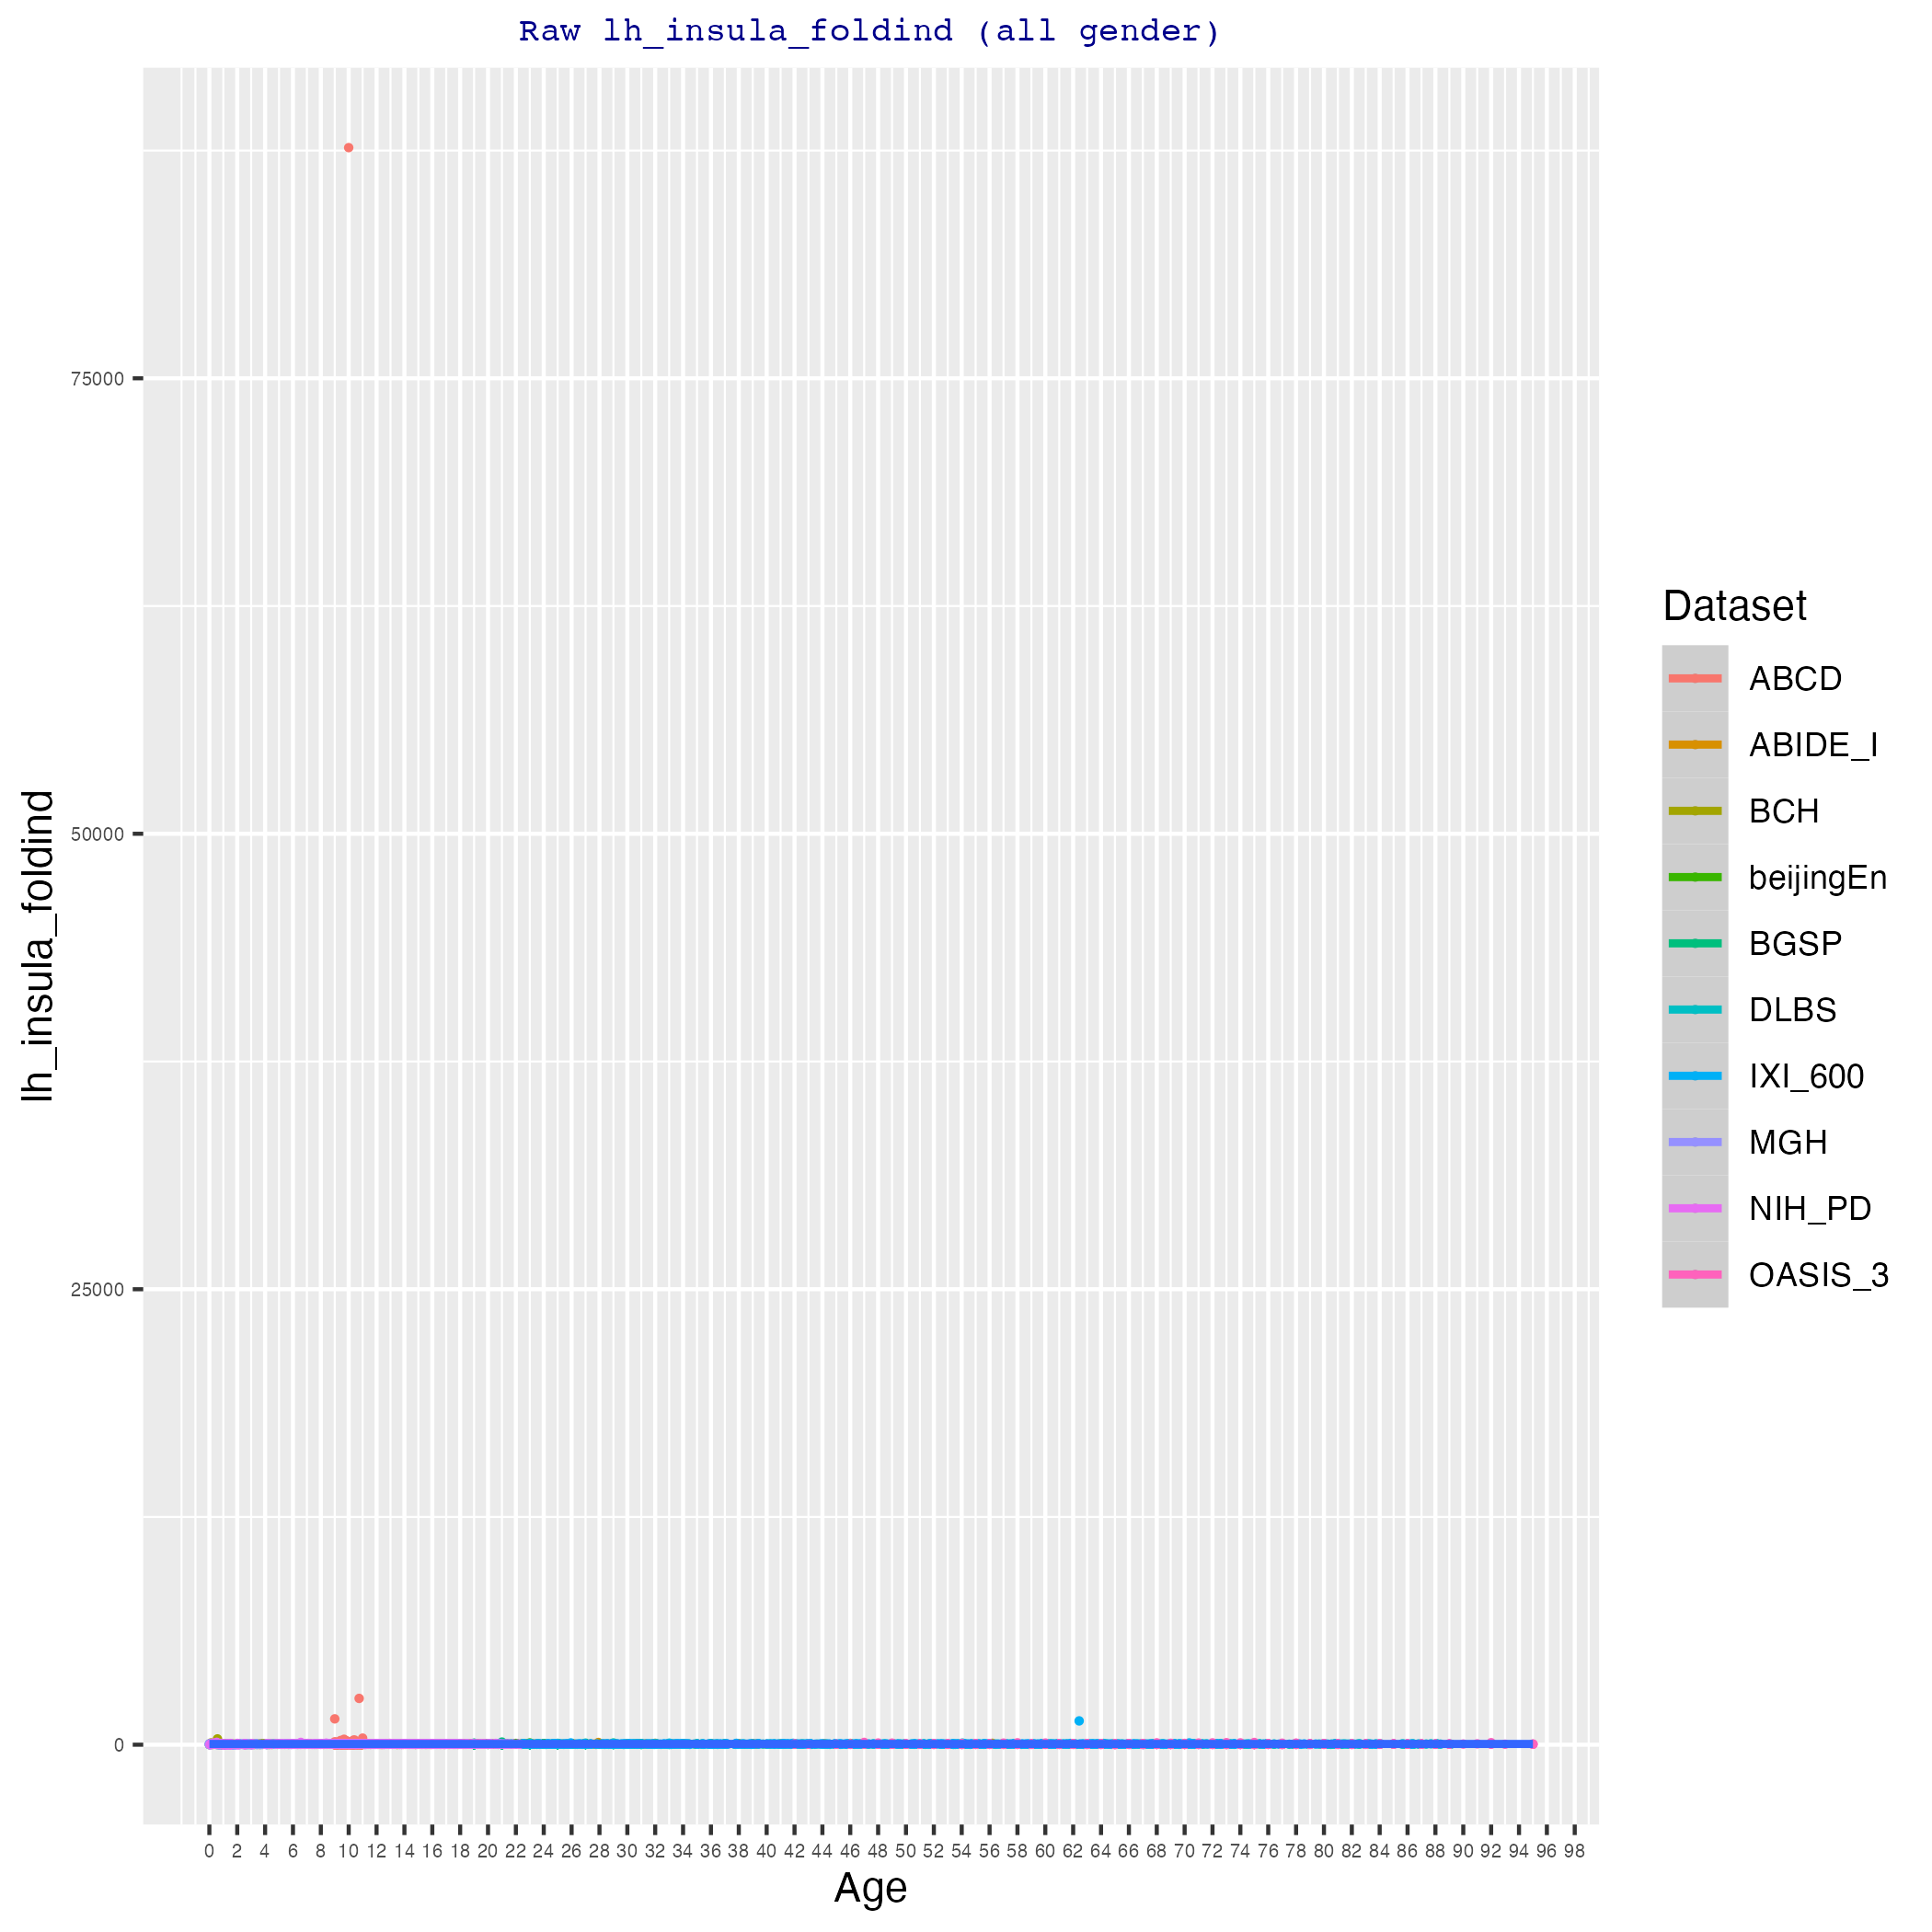 Raw lh_insula_foldind (all gender)
lh_insula_foldind
75000
50000
25000
0
0 2 4 6 8 10 12 14 16 18 20 22 24 26 28 30 32 34 36 38 40 42 44 46 48 50 52 54 56 58 60 62 64 66 68 70 72 74 76 78 80 82 84 86 88 90 92 94 96 98
Age
Dataset
ABCD
ABIDE_I
BCH
beijingEn
BGSP
DLBS
IXI_600
MGH
NIH_PD
OASIS_3